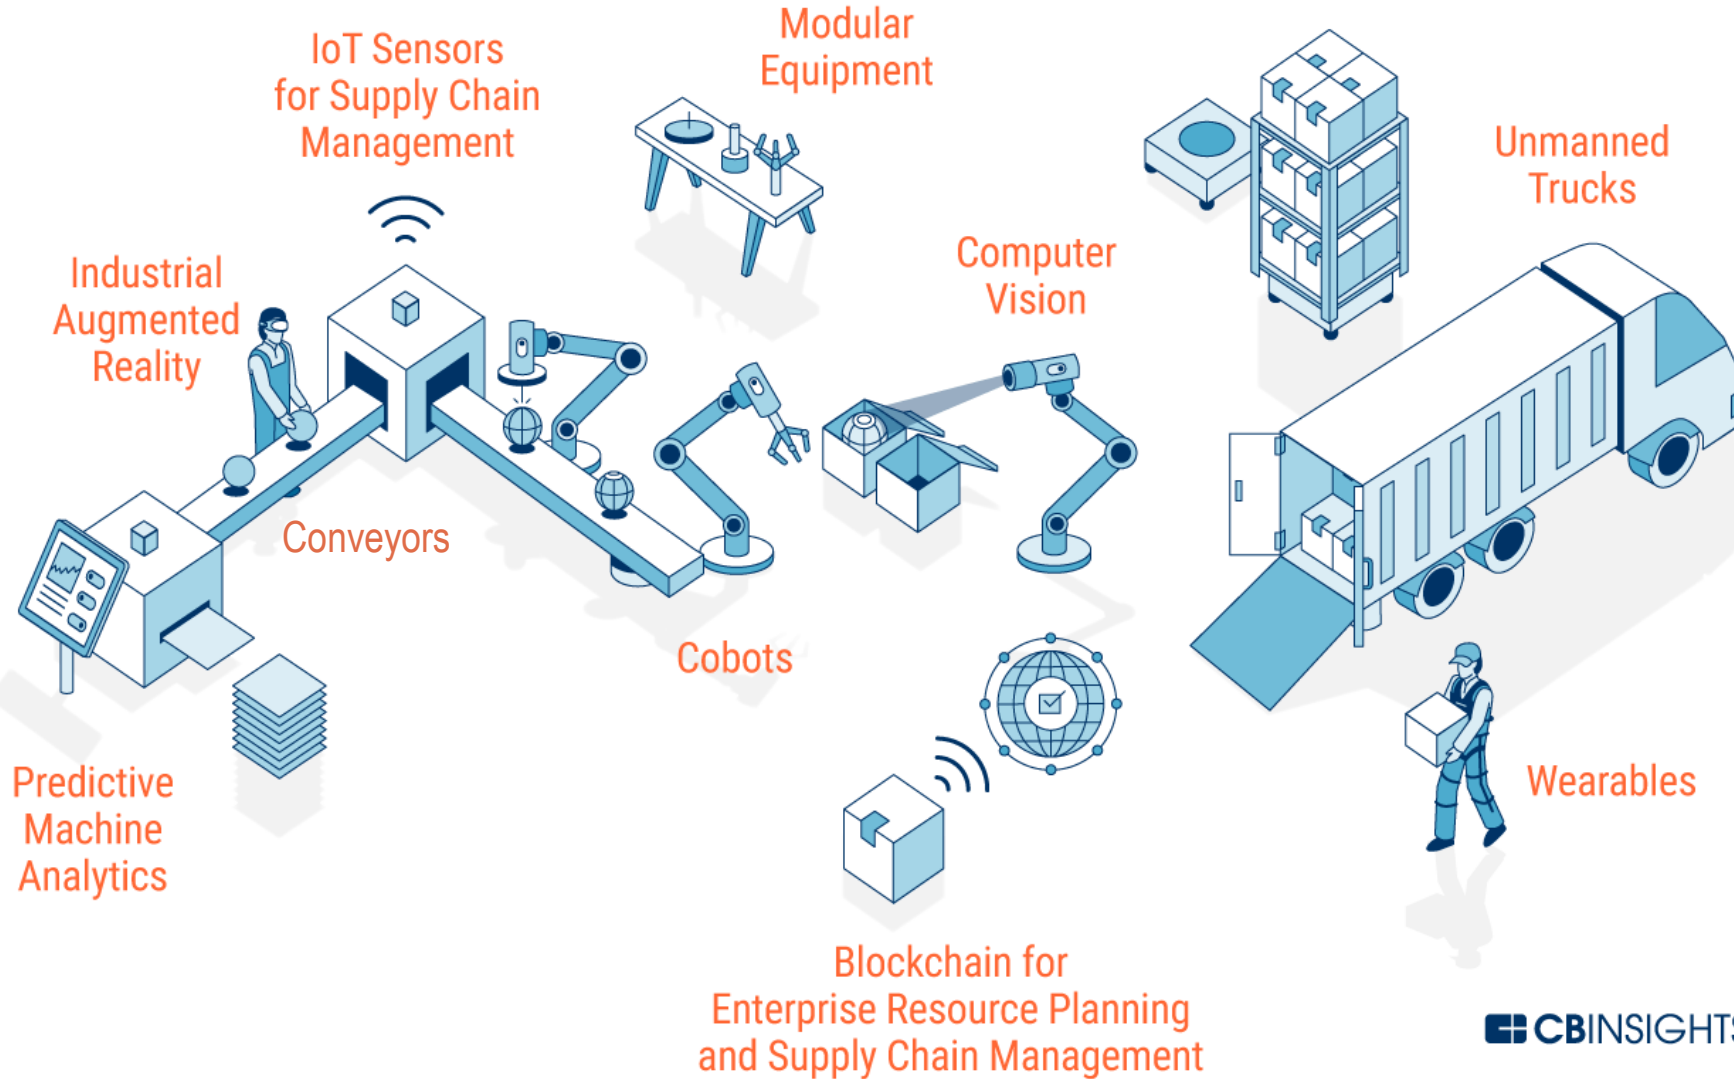 IoT Sensors
for Supply Chain
Management
Modular
Equipment
Unmanned
Trucks
Industrial
Augmented
Reality
Computer
Vision
Conveyors
Cobots
Predictive
Machine
Analytics
Wearables
Blockchain for
Enterprise Resource Planning
and Supply Chain Management
CBINSIGHTS